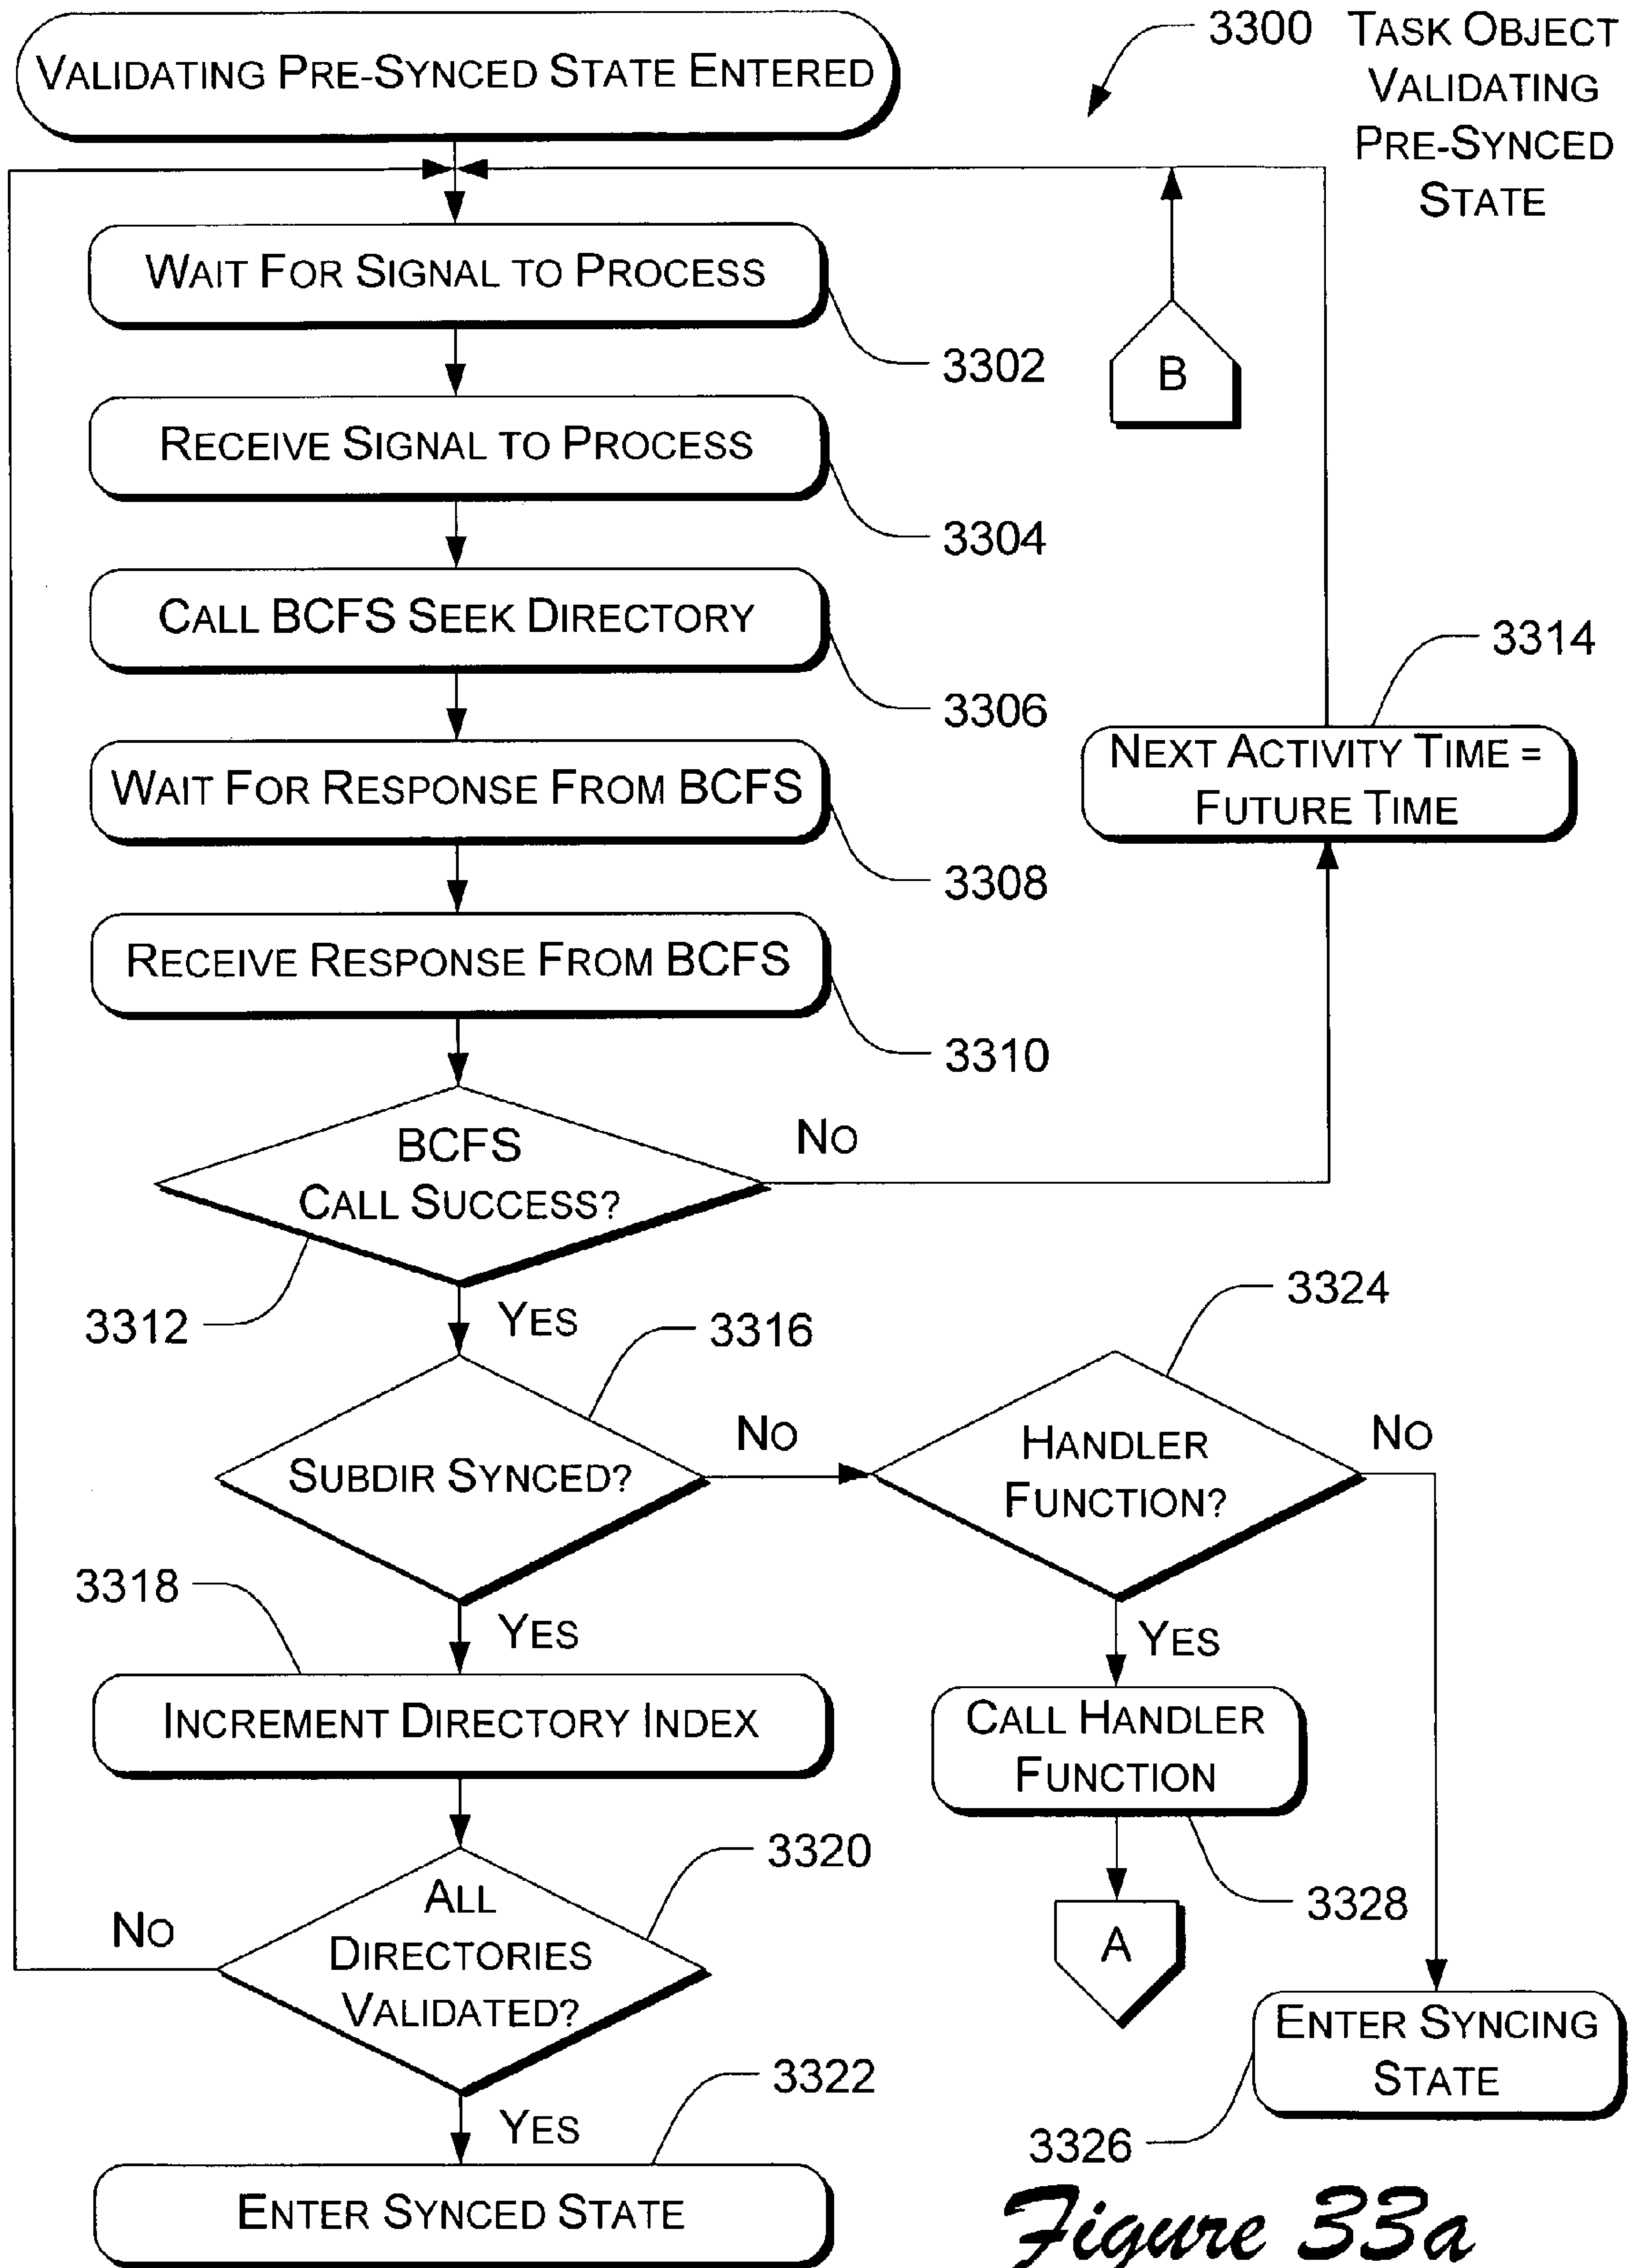 VALIDATING PRE-SYNCED STATE ENTERED
3300 TASK OBJECT
VALIDATING
PRE-SYNCED
STATE
WAIT FOR SIGNAL TO PROCESS
3302
B
RECEIVE SIGNAL TO PROCESS
3304
CALL BCFS SEEK DIRECTORY
3306
3314
NEXT ACTIVITY TIME =
FUTURE TIME
WAIT FOR RESPONSE FROM BCFS
3308
RECEIVE RESPONSE FROM BCFS
3310
BCFS
CALL SUCCESS?
NO
3312
YES
3316
3324
SUBDIR SYNCED?
NO
HANDLER
FUNCTION?
NO
3318
YES
YES
INCREMENT DIRECTORY INDEX
CALL HANDLER
FUNCTION
3320
3328
ALL
DIRECTORIES
VALIDATED?
NO
A
ENTER SYNCING
STATE
3322
3326
YES
ENTER SYNCED STATE
Figure 33a